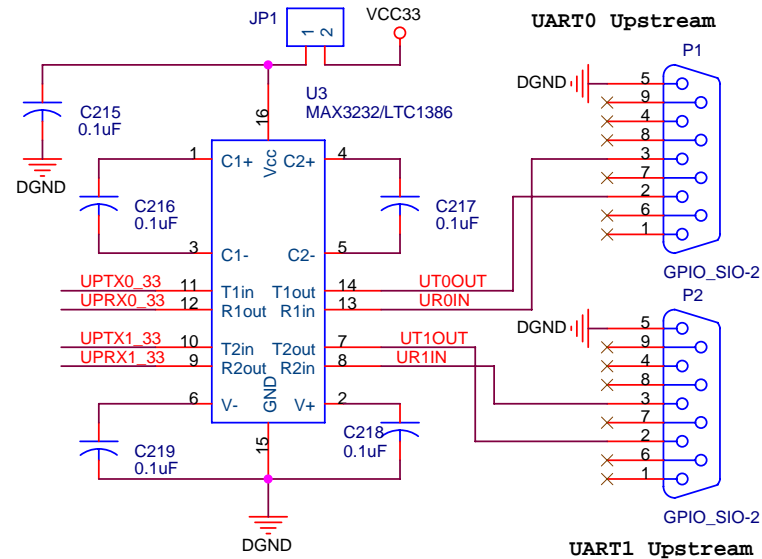 JP1
VCC33
UART0 Upstream
1 2
P1
U3
MAX3232/LTC1386
C215
0.1uF
DGND
16
Vcc
1 C1+ C2+ 4
C216
0.1uF
C217
0.1uF
3 C1- C2- 5
UPTX0_33 11 T1in T1out 14 UT0OUT
UPRX0_33 12 R1out R1in 13 UR0IN
UPTX1_33 10 T2in T2out 7 UT1OUT
UPRX1_33 9 R2out R2in 8 UR1IN
6 V- V+ 2
GND
15
C219
0.1uF
C218
0.1uF
DGND
DGND 5
9
4
8
3
7
2
6
1
GPIO_SIO-2
P2
DGND 5
9
4
8
3
7
2
6
1
GPIO_SIO-2
UART1 Upstream